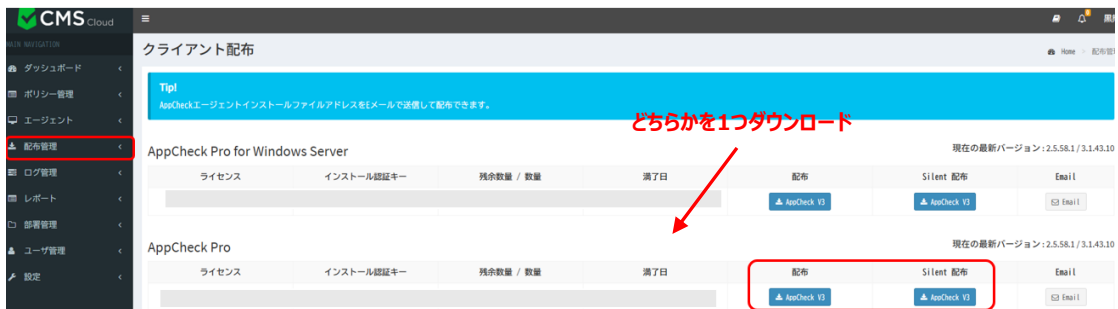 CMS Cloud
MAIN NAVIGATION
ダッシュボード
ポリシー管理
エージェント
配布管理
ログ管理
レポート
部署管理
ユーザ管理
設定
クライアント配布
Home > 配布管
Tip!
AppCheckエージェントインストールファイルアドレスをEメールで送信して配布できます。
どちらかを1つダウンロード
AppCheck Pro for Windows Server
現在の最新バージョン : 2.5.58.1 / 3.1.43.10
ライセンス インストール認証キー 残余数量 / 数量 満了日 配布 Silent 配布 Email
AppCheck V3 AppCheck V3 Email
AppCheck Pro
現在の最新バージョン : 2.5.58.1 / 3.1.43.10
ライセンス インストール認証キー 残余数量 / 数量 満了日 配布 Silent 配布 Email
AppCheck V3 AppCheck V3 Email